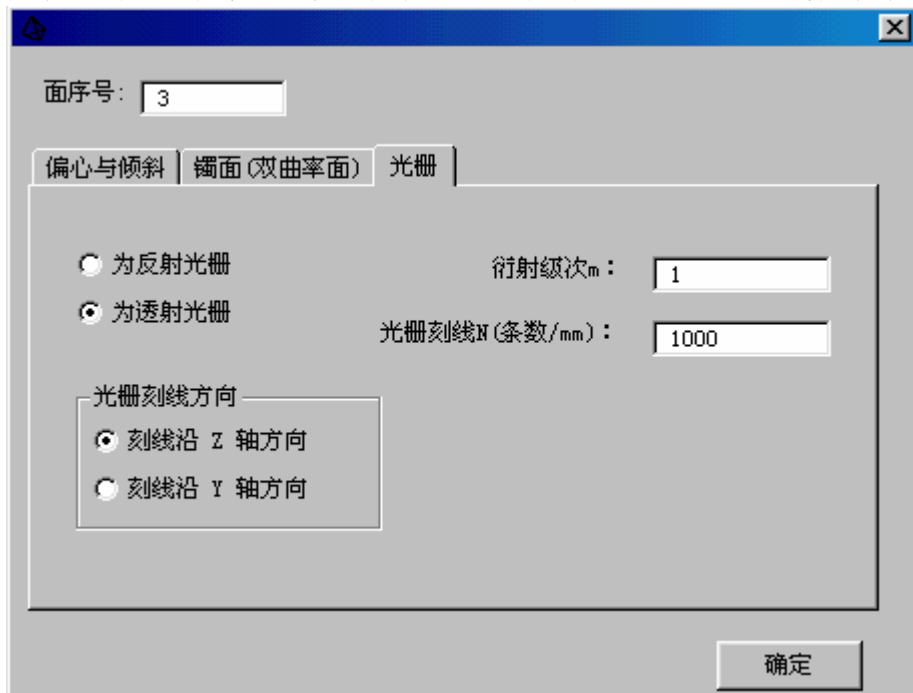 面序号: 3
偏心与倾斜 镯面(双曲率面) 光栅
为反射光栅
衍射级次m: 1
为透射光栅
光栅刻线N(条数/mm): 1000
光栅刻线方向
刻线沿 Z 轴方向
刻线沿 Y 轴方向
确定